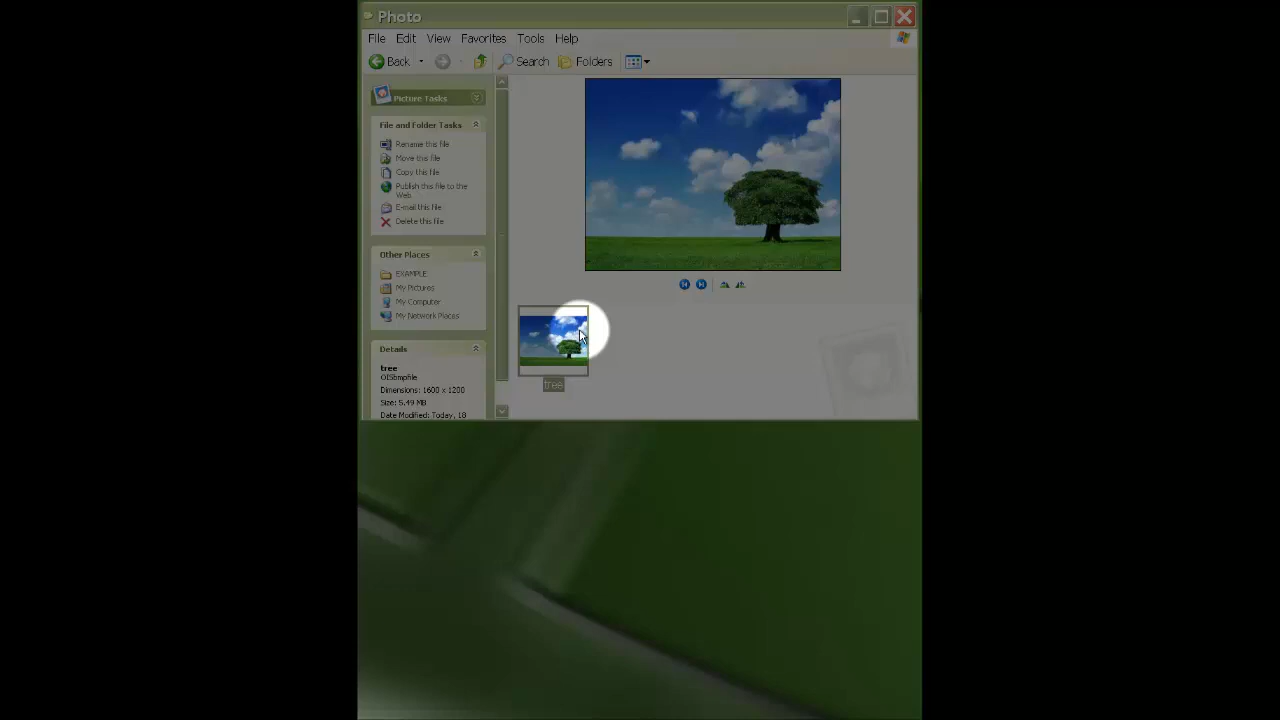 Photo
File Edit View Favorites Tools Help
Back Search Folders
Picture Tasks
File and Folder Tasks
Rename this file
Move this file
Copy this file
Publish this file to the
Web
E-mail this file
Delete this file
Other Places
EXAMPLE
My Pictures
My Computer
My Network Places
Details
tree
OISbmpfile
Dimensions: 1600 x 1200
Size: 5.49 MB
Date Modified: Today, 18
tree